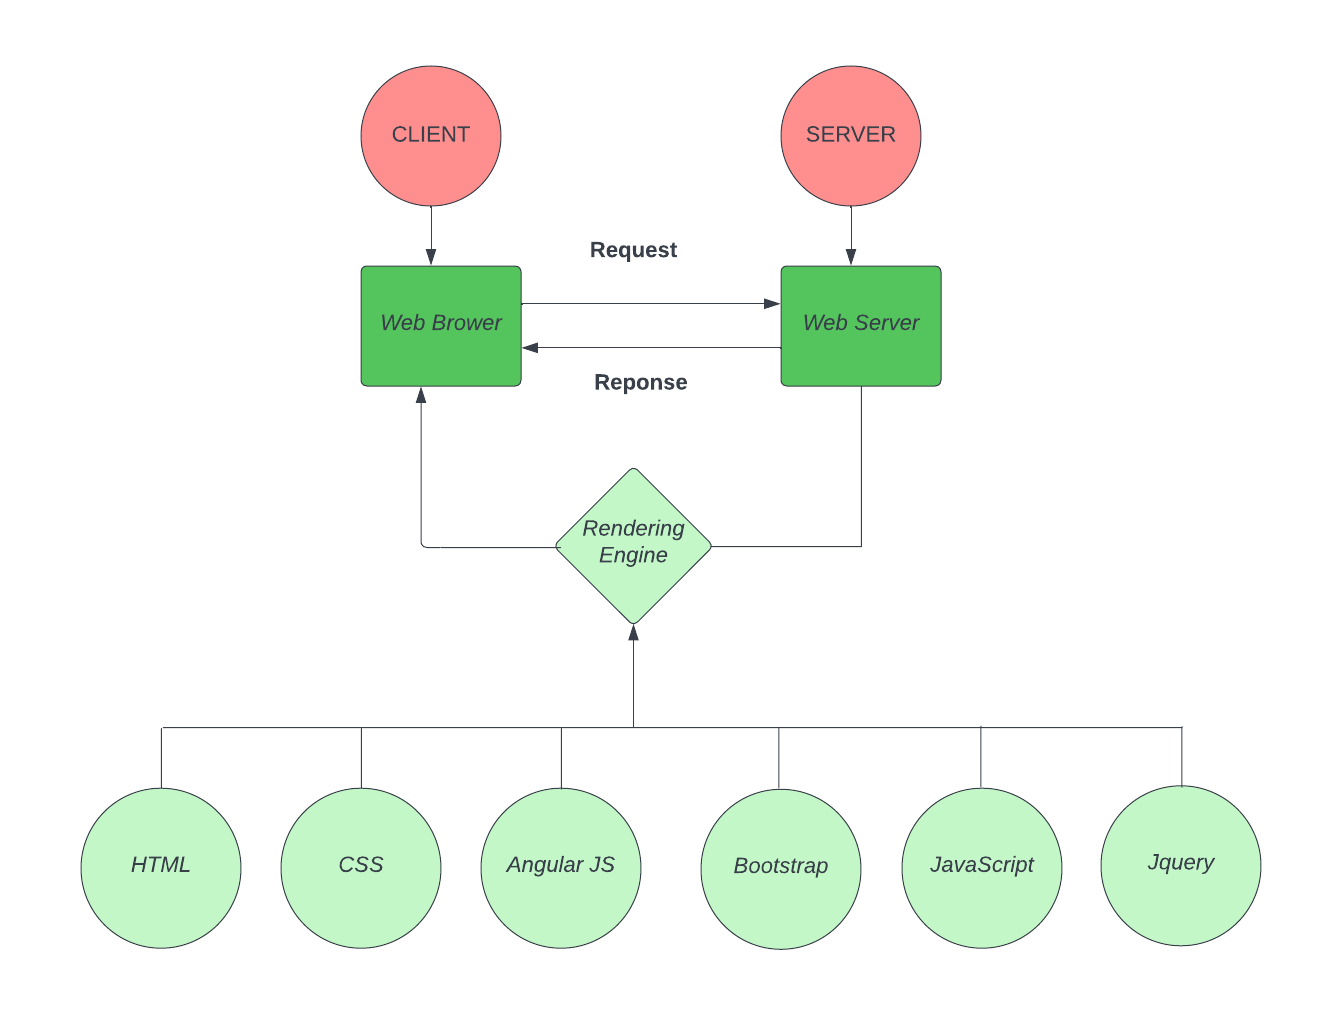 CLIENT
SERVER
Request
Web Brower
Web Server
Reponse
Rendering
Engine
HTML
CSS
Angular JS
Bootstrap
JavaScript
Jquery